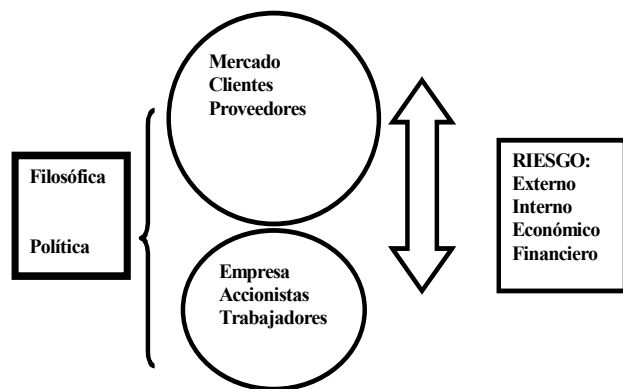 Mercado
Clientes
Proveedores
Filosófica
Política
Empresa
Accionistas
Trabajadores
RIESGO:
Externo
Interno
Económico
Financiero